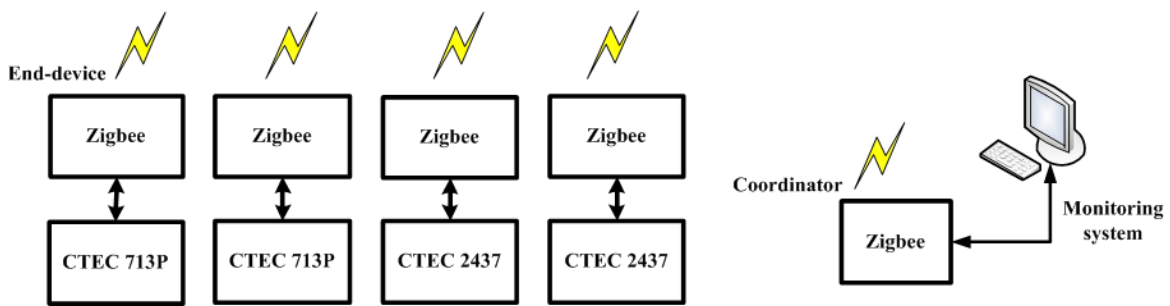 End-device
Zigbee
Zigbee
Zigbee
Zigbee
CTEC 713P
CTEC 713P
CTEC 2437
CTEC 2437
Coordinator
Zigbee
Monitoring
system